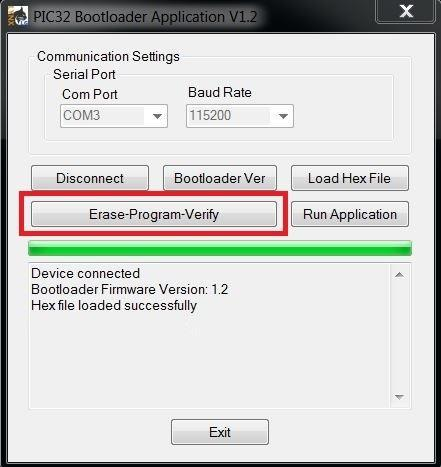 PIC32 Bootloader Application V1.2
X
Communication Settings
Serial Port
Com Port
Baud Rate
COM3
115200
Disconnect
Bootloader Ver
Load Hex File
Erase-Program-Verify
Run Application
Device connected
Bootloader Firmware Version: 1.2
Hex file loaded successfully
Exit